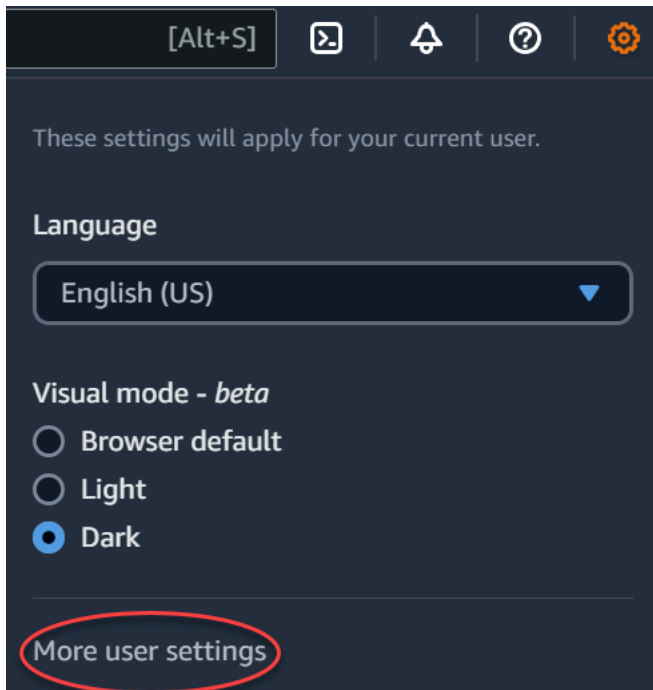 [Alt+S]
These settings will apply for your current user.
Language
English (US)
Visual mode - beta
Browser default
Light
Dark
More user settings